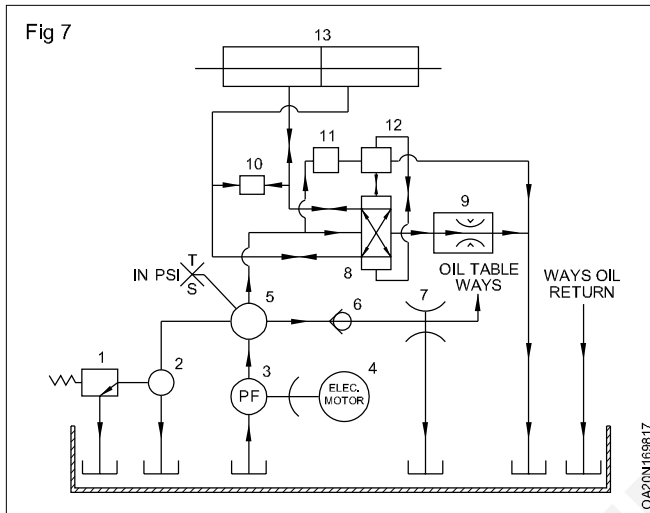 Fig 7
13
11
12
10
9
8
OIL TABLE
WAYS
WAYS OIL
RETURN
IN PSI
T
S
5
6
7
1
2
3
4
PF
ELEC.
MOTOR
OA20N169817